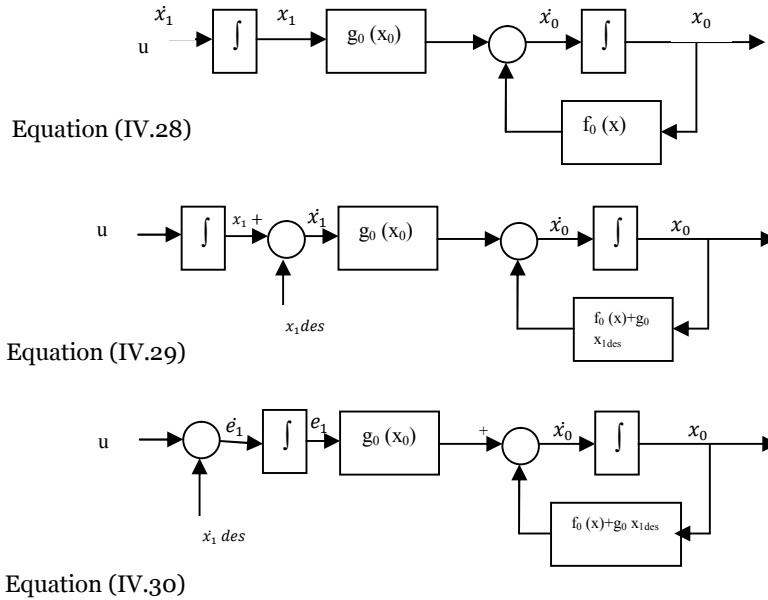 ẋ₁ x₁ g₀ (x₀) ẋ₀ x₀
u ∫ ∫
f₀ (x)
Equation (IV.28)
u ∫ x₁ + ẋ₁ g₀ (x₀) ẋ₀ ∫ x₀
x₁des
f₀ (x)+g₀
x₁des
Equation (IV.29)
u ė₁ ∫ e₁ g₀ (x₀) + ẋ₀ ∫ x₀
ẋ₁ des
f₀ (x)+g₀ x₁des
Equation (IV.30)